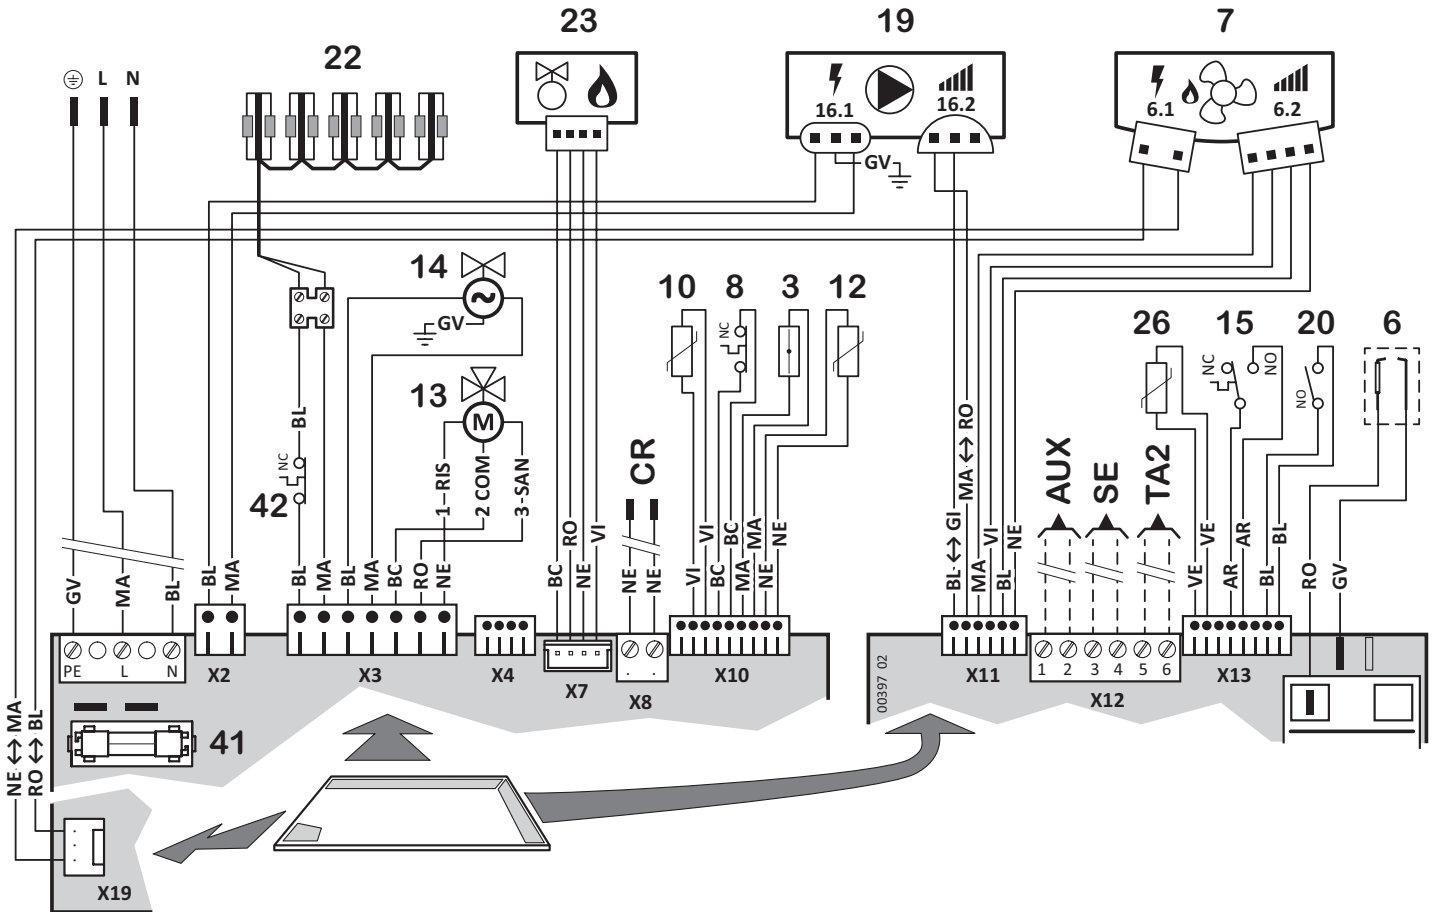 22
23
19
7
L
N
16.1
16.2
6.1
6.2
GV
14
GV
13
10
8
3
12
NC
26
15
20
6
NC
NO
NO
BL
NC
42
1–RIS
2 COM
3–SAN
CR
AUX
SE
TA2
GV
MA
BL
BL
MA
BL
MA
BL
MA
BC
RO
NE
BC
RO
NE
VI
NE
NE
VI
VI
BC
BC
MA
MA
NE
NE
BL ↔ GI
MA ↔ RO
MA
VI
BL
NE
VE
VE
AR
AR
BL
BL
RO
GV
PE
L
N
X2
X3
X4
X7
X8
X10
00397 02
X11
1
2
3
4
5
6
X12
X13
41
NE ↔ MA
RO ↔ BL
X19